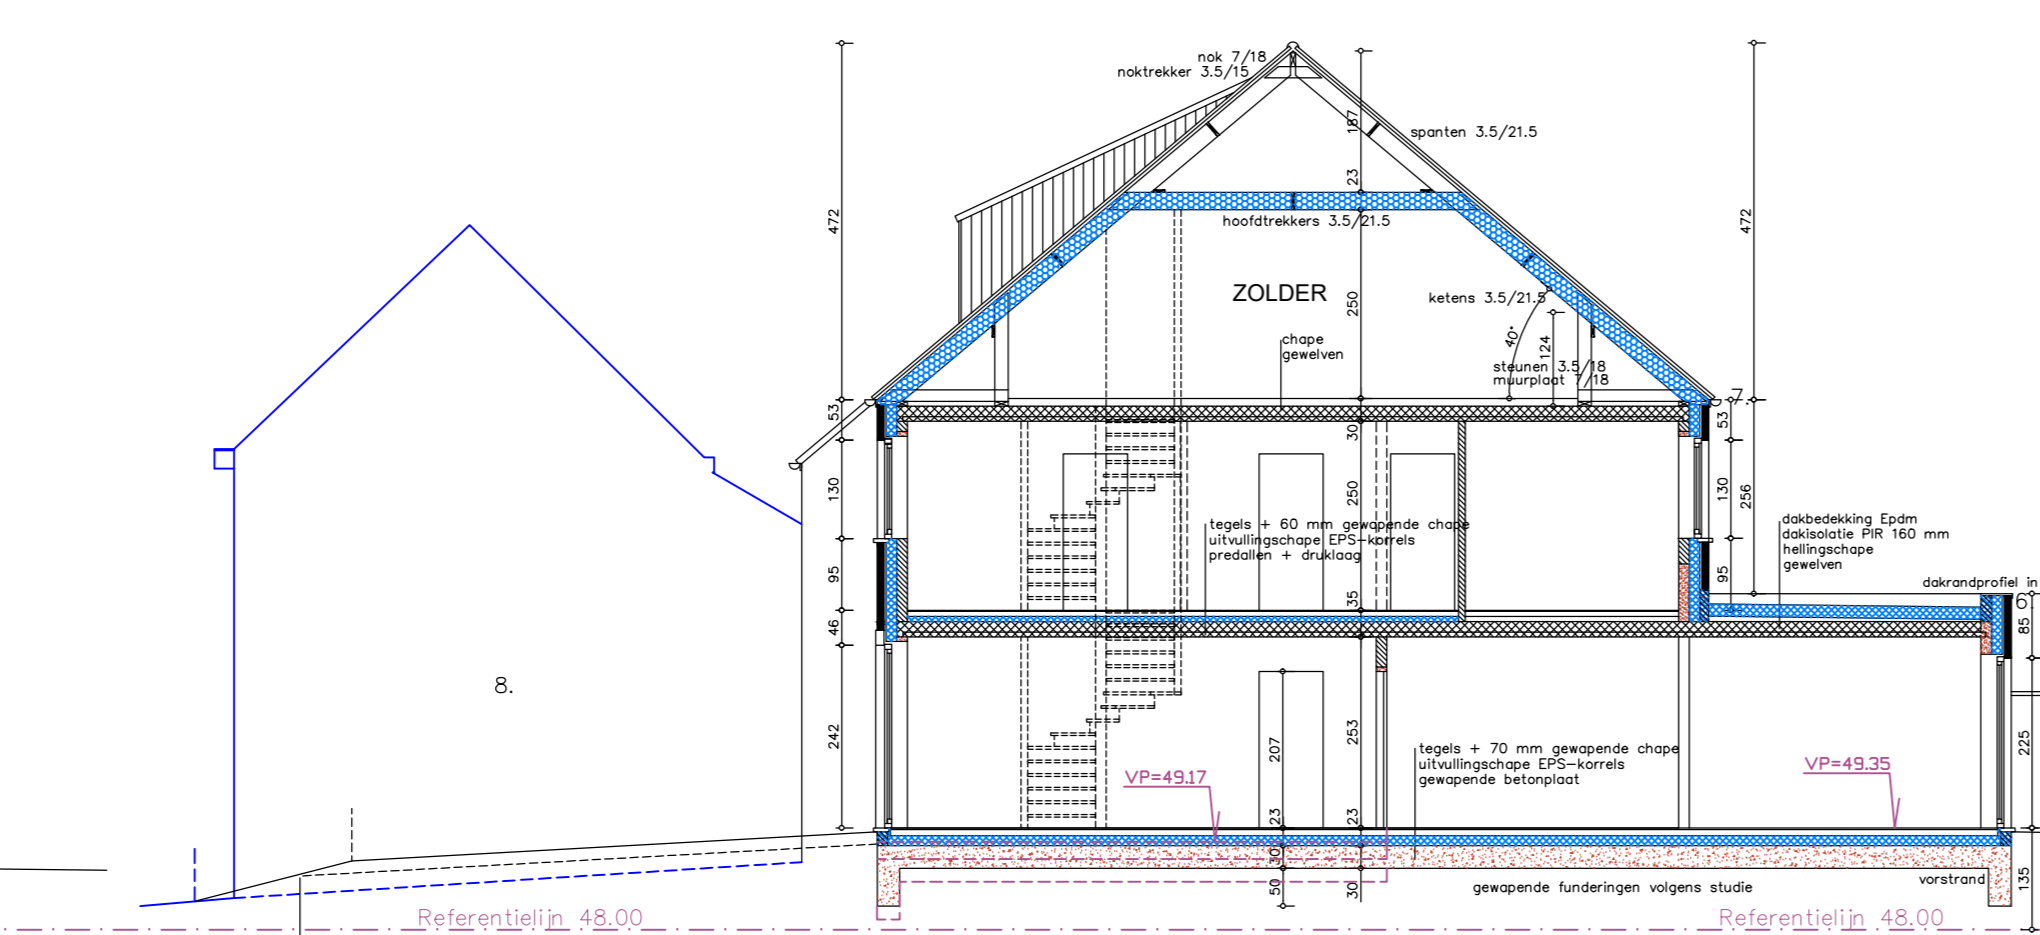 nok 7/18
noktrekker 3.5/15
spanten 3.5/21.5
187
23
472
472
hoofdtrekkers 3.5/21.5
ZOLDER
250
ketens 3.5/21.5
40°
124
chape
gewelven
steunen 3.5/18
muurplaat 7/18
7.
53
53
30
130
250
130
256
tegels + 60 mm gewapende chape
uitvullingschape EPS-korrels
predallen + druklaag
dakbedekking Epdm
dakisolatie PIR 160 mm
hellingschape
gewelven
95
35
95
dakrandprofiel in
6.
46
85
8.
242
207
253
225
tegels + 70 mm gewapende chape
uitvullingschape EPS-korrels
gewapende betonplaat
VP=49.17
VP=49.35
23
23
30
50
30
135
gewapende funderingen volgens studie
vorstrand
Referentielijn 48.00
Referentielijn 48.00